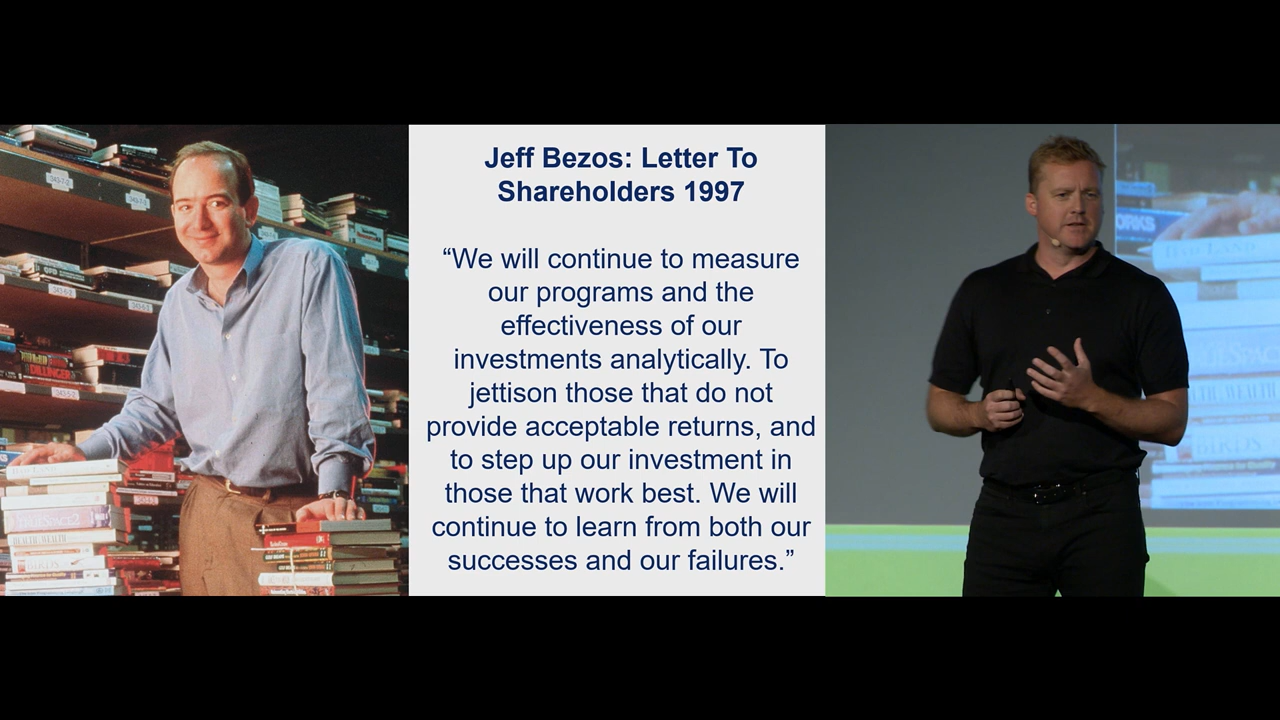 Jeff Bezos: Letter To
Shareholders 1997
“We will continue to measure
our programs and the
effectiveness of our
investments analytically. To
jettison those that do not
provide acceptable returns, and
to step up our investment in
those that work best. We will
continue to learn from both our
successes and our failures.”
DILLINGER
ORKS